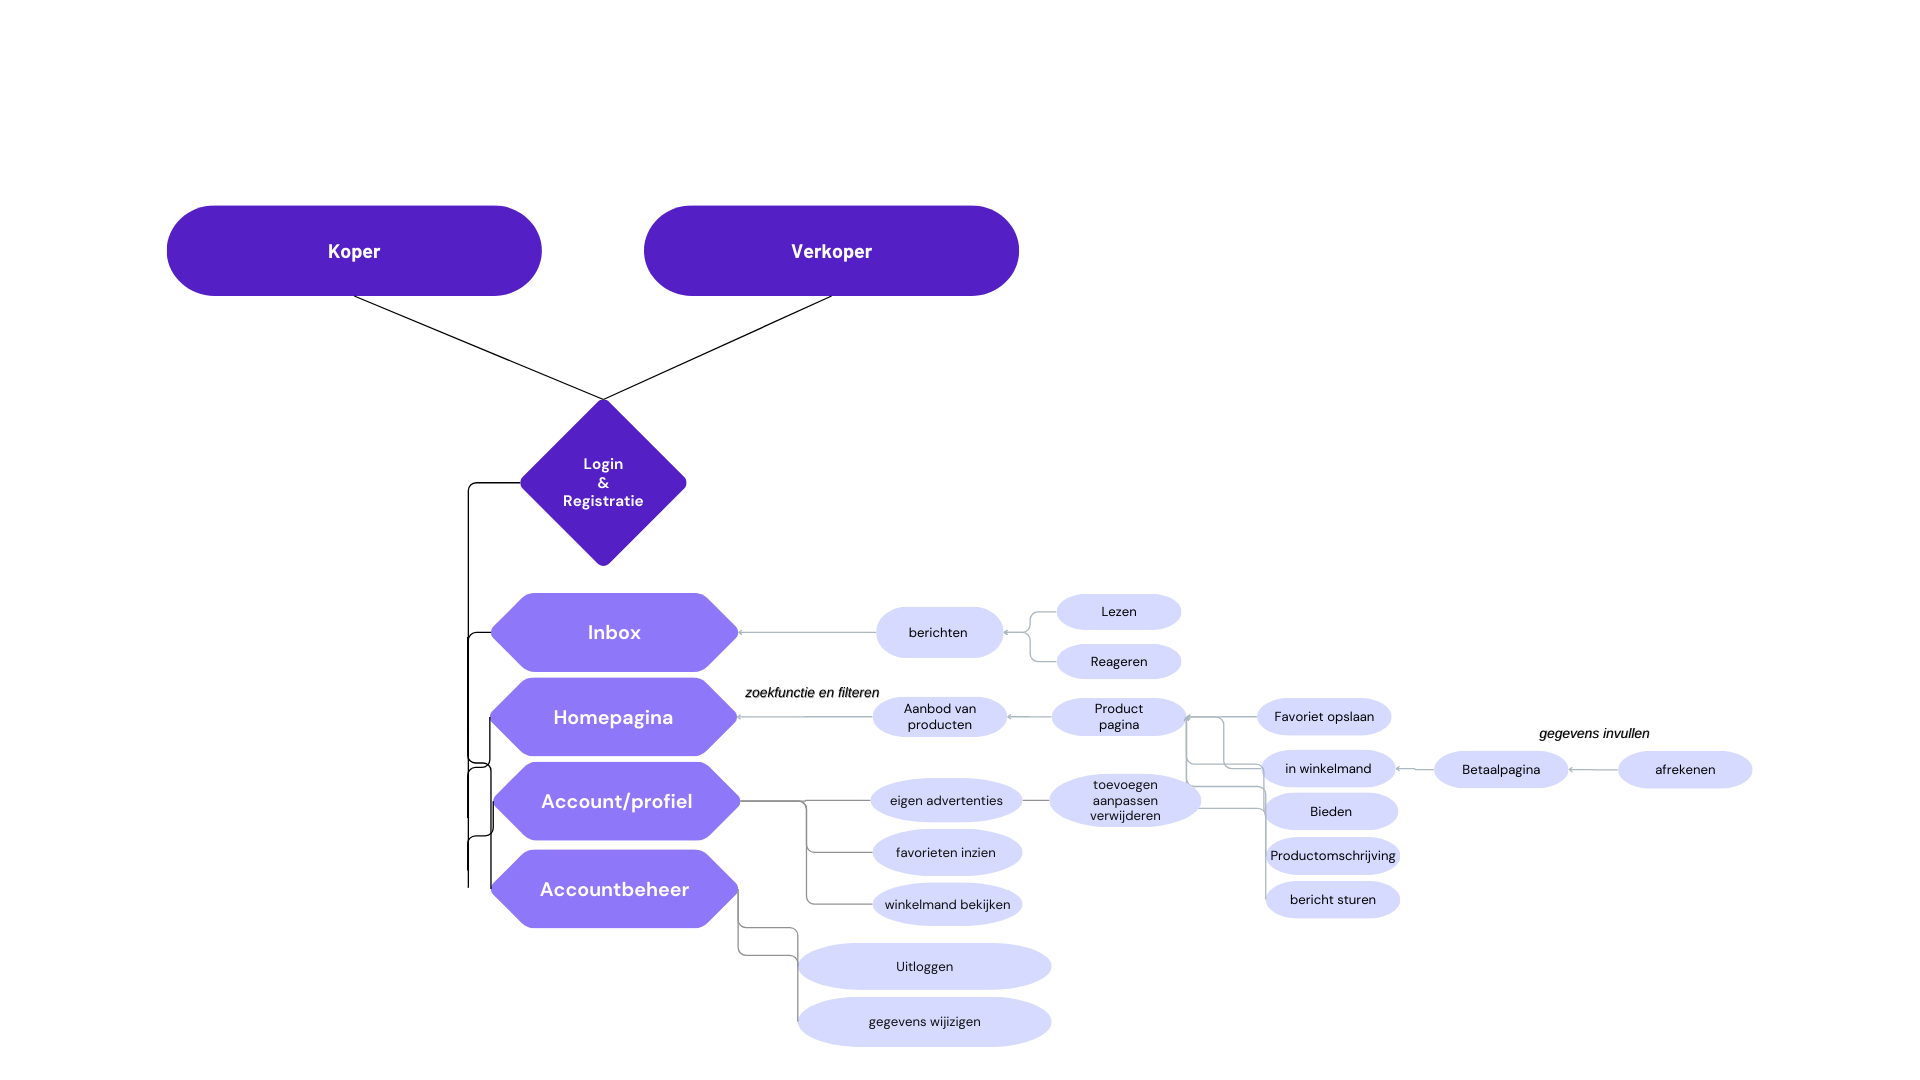 Koper
Verkoper
Login
&
Registratie
Inbox
berichten
Lezen
Reageren
Homepagina
zoekfunctie en filteren
Aanbod van
producten
Product
pagina
Favoriet opslaan
in winkelmand
gegevens invullen
Betaalpagina
afrekenen
Bieden
Productomschrijving
bericht sturen
Account/profiel
eigen advertenties
toevoegen
aanpassen
verwijderen
favorieten inzien
winkelmand bekijken
Accountbeheer
Uitloggen
gegevens wijizigen